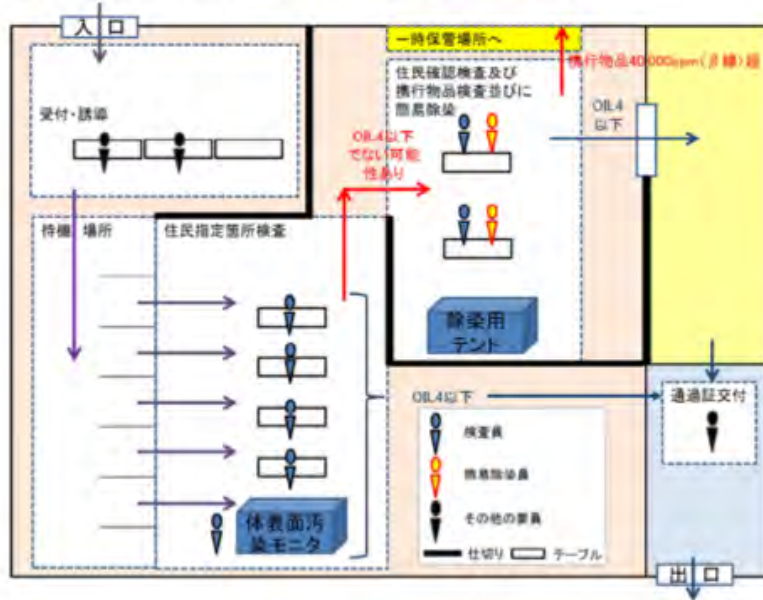 入口
一時保管場所へ
携行物品40,000cpm(β線)超
住民確認検査及び
携行物品検査並びに
簡易除染
受付・誘導
OIL4
以下
OIL4以下
でない可能
性あり
待機場所
住民指定箇所検査
除染用
テント
OIL4以下
通過証交付
検査員
簡易除染員
その他の要員
体表面汚
染モニタ
仕切り
テーブル
出口